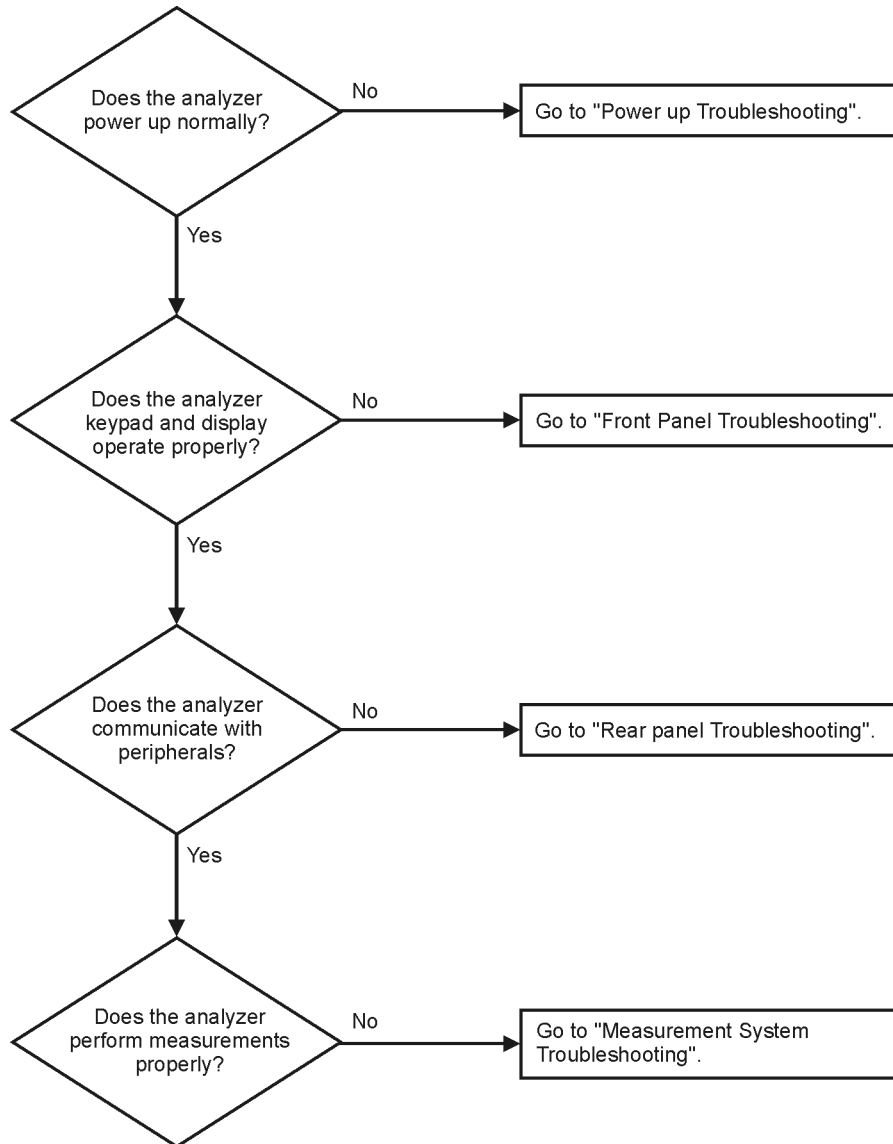 Does the analyzer
power up normally?
No
Go to "Power up Troubleshooting".
Yes
Does the analyzer
keypad and display
operate properly?
No
Go to "Front Panel Troubleshooting".
Yes
Does the analyzer
communicate with
peripherals?
No
Go to "Rear panel Troubleshooting".
Yes
Does the analyzer
perform measurements
properly?
No
Go to "Measurement System
Troubleshooting".